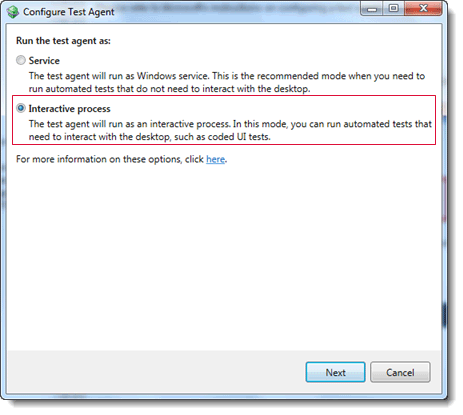 Configure Test Agent
Run the test agent as:
Service
The test agent will run as Windows service. This is the recommended mode when you need to
run automated tests that do not need to interact with the desktop.
Interactive process
The test agent will run as an interactive process. In this mode, you can run automated tests that
need to interact with the desktop, such as coded UI tests.
For more information on these options, click here.
Next
Cancel